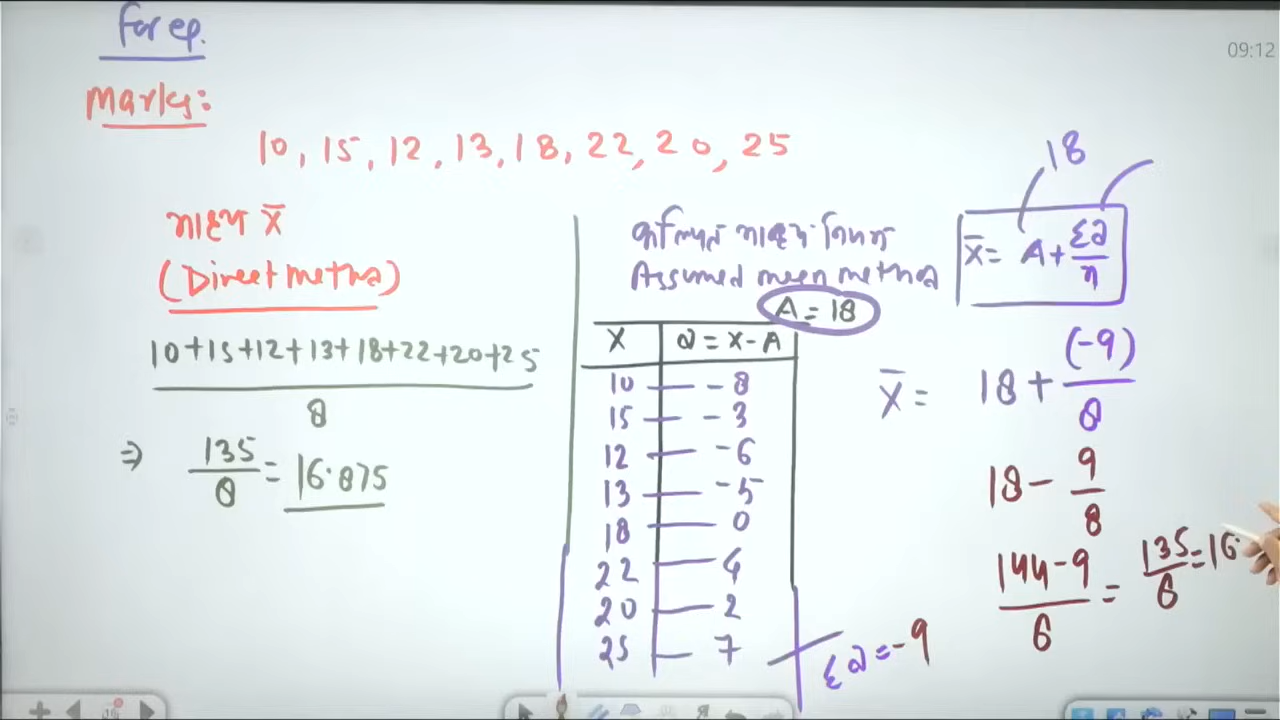 For ep.
09:12
Marks:
10, 15, 12, 13, 18, 22, 20, 25
18
X̄
(Direct Method)
Assumed mean method
X̄ = A + Σd/n
A = 18
10+15+12+13+18+22+20+25
8
X d = X - A
10 - 8
15 - 3
12 - 6
13 - 5
18 0
22 4
20 2
25 7
⇒ 135/8 = 16.875
Σd = -9
X̄ = 18 + (-9)/8
18 - 9/8
144-9/6 = 135/6 = 16.